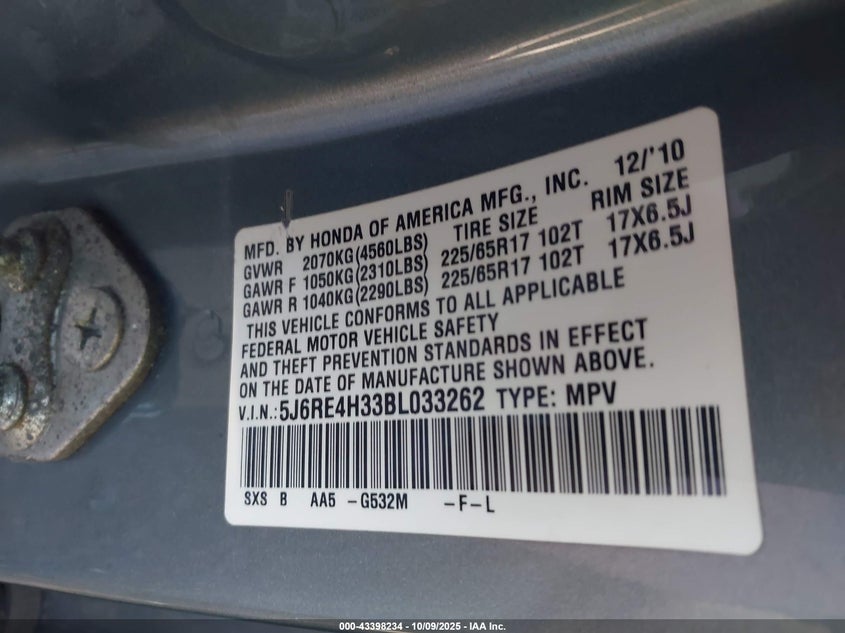 MFD. BY HONDA OF AMERICA MFG., INC. 12/'10
GVWR 2070KG(4560LBS) TIRE SIZE RIM SIZE
GAWR F 1050KG(2310LBS) 225/65R17 102T 17X6.5J
GAWR R 1040KG(2290LBS) 225/65R17 102T 17X6.5J
THIS VEHICLE CONFORMS TO ALL APPLICABLE
FEDERAL MOTOR VEHICLE SAFETY
AND THEFT PREVENTION STANDARDS IN EFFECT
ON THE DATE OF MANUFACTURE SHOWN ABOVE.
V.I.N.:5J6RE4H33BL033262 TYPE: MPV
SXS B AA5 -G532M -F-L
000-43398234 - 10/09/2025 - IAA Inc.